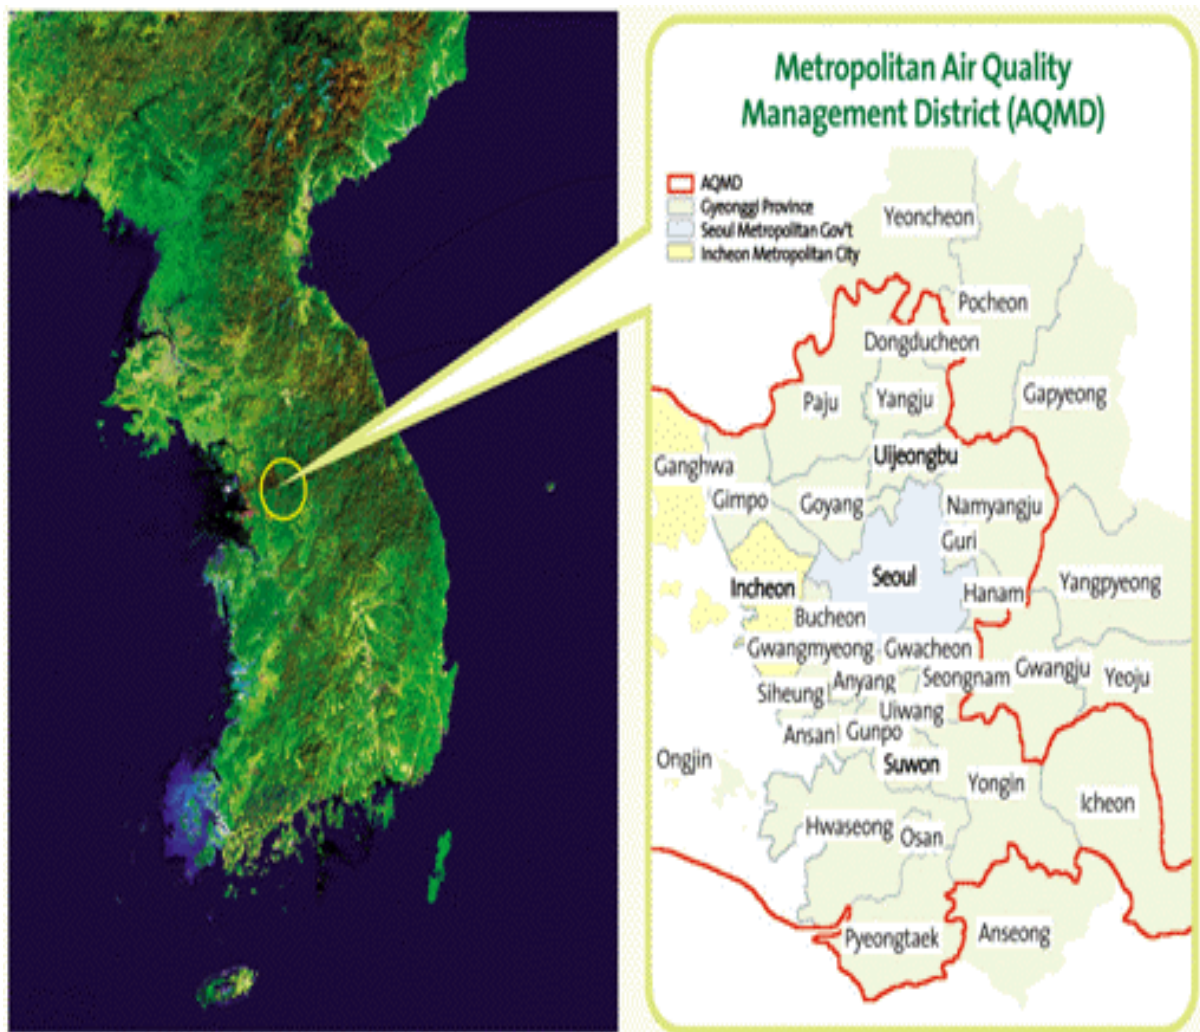 Metropolitan Air Quality
Management District (AQMD)
AQMD
Gyeonggi Province
Seoul Metropolitan Gov't
Incheon Metropolitan City
Yeoncheon
Pocheon
Dongducheon
Paju
Yangju
Gapyeong
Uijeongbu
Ganghwa
Gimpo
Goyang
Namyangju
Guri
Incheon
Seoul
Hanam
Yangpyeong
Bucheon
Gwangmyeong
Gwacheon
Siheung
Anyang
Seongnam
Gwangju
Yeoju
Uiwang
Ansan
Gunpo
Ongjin
Suwon
Yongin
Icheon
Hwaseong
Osan
Pyeongtaek
Anseong